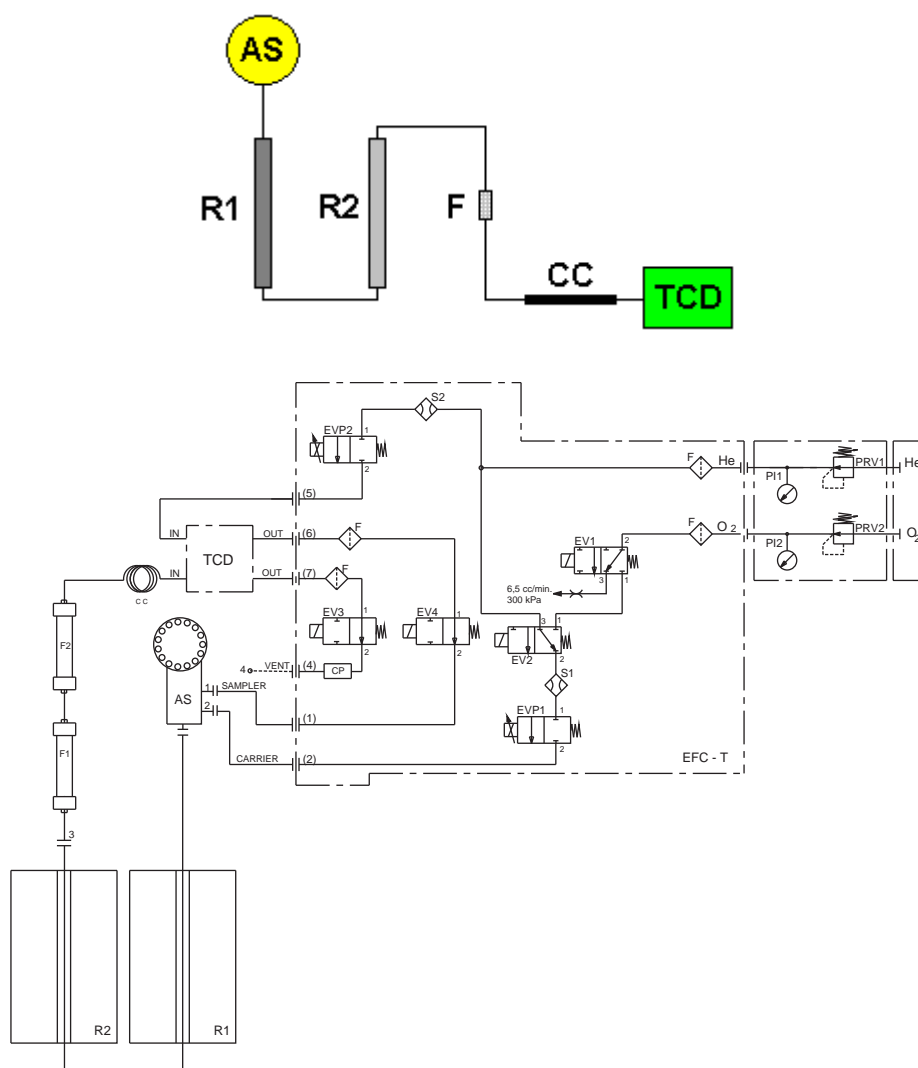 AS
R1
R2
F
CC
TCD
S2
EVP2
1
2
F
He
PI1
PRV1
He
(5)
IN
OUT
(6)
F
TCD
F
O 2
PI2
PRV2
O2
EV1
2
3
1
6,5 cc/min.
300 kPa
IN
OUT
(7)
F
C C
EV3
1
2
EV4
1
2
3
1
EV2
2
4
VENT
(4)
CP
S1
F2
AS
1
SAMPLER
2
(1)
EVP1
1
2
F1
CARRIER
(2)
EFC - T
3
R2
R1